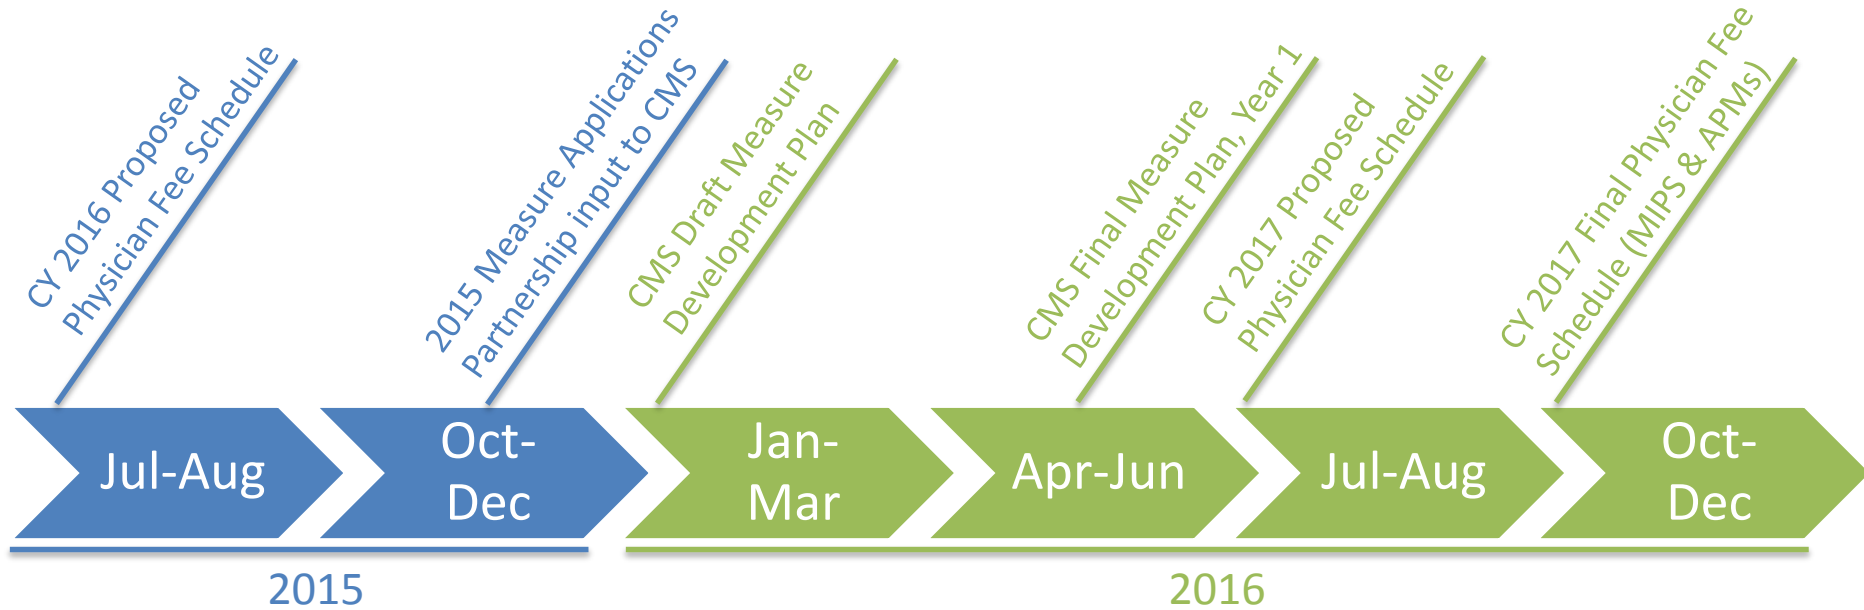 CY 2016 Proposed
Physician Fee Schedule
2015 Measure Applications
Partnership input to CMS
CMS Draft Measure
Development Plan
CMS Final Measure
Development Plan, Year 1
CY 2017 Proposed
Physician Fee Schedule
CY 2017 Final Physician Fee
Schedule (MIPS & APMs)
Jul-Aug
Oct-
Dec
Jan-
Mar
Apr-Jun
Jul-Aug
Oct-
Dec
2015
2016